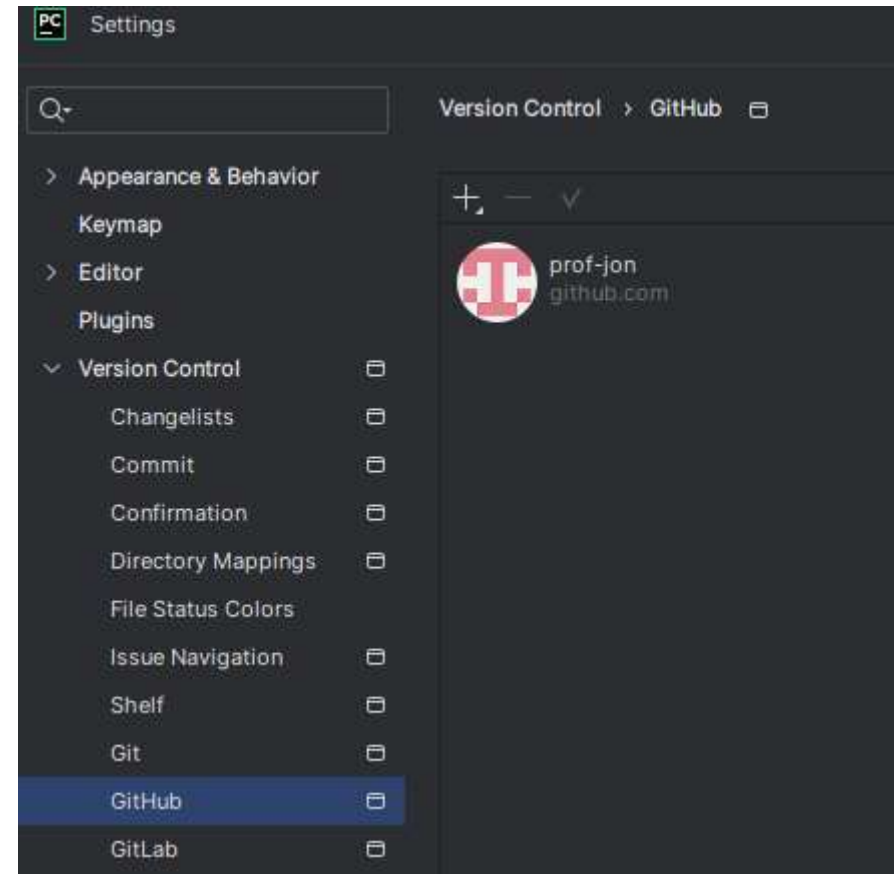 PC Settings
Version Control › GitHub
Appearance & Behavior
Keymap
Editor
Plugins
Version Control
Changelists
Commit
Confirmation
Directory Mappings
File Status Colors
Issue Navigation
Shelf
Git
GitHub
GitLab
prof-jon
github.com